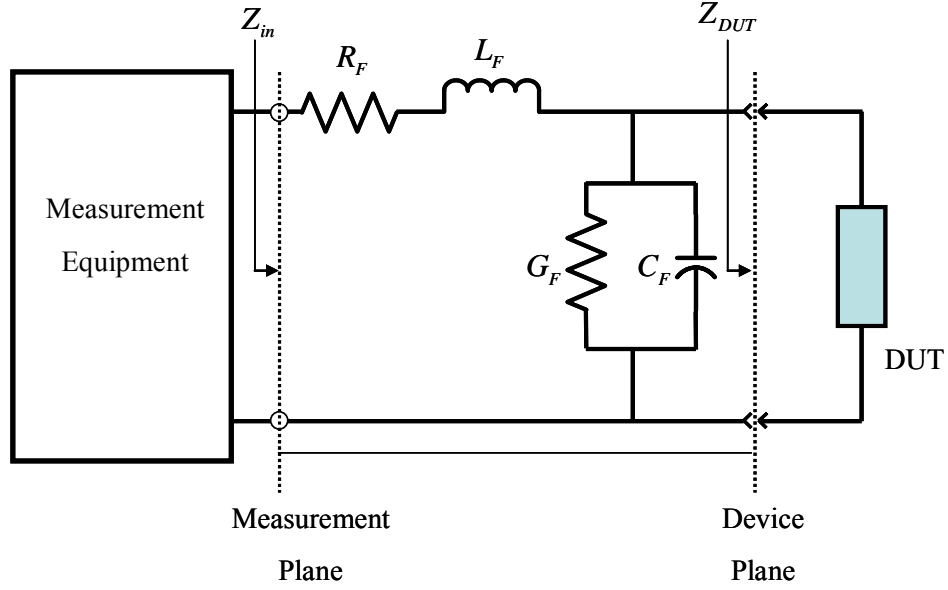 Z_in
Z_DUT
R_F
L_F
Measurement
Equipment
G_F
C_F
DUT
Measurement
Plane
Device
Plane